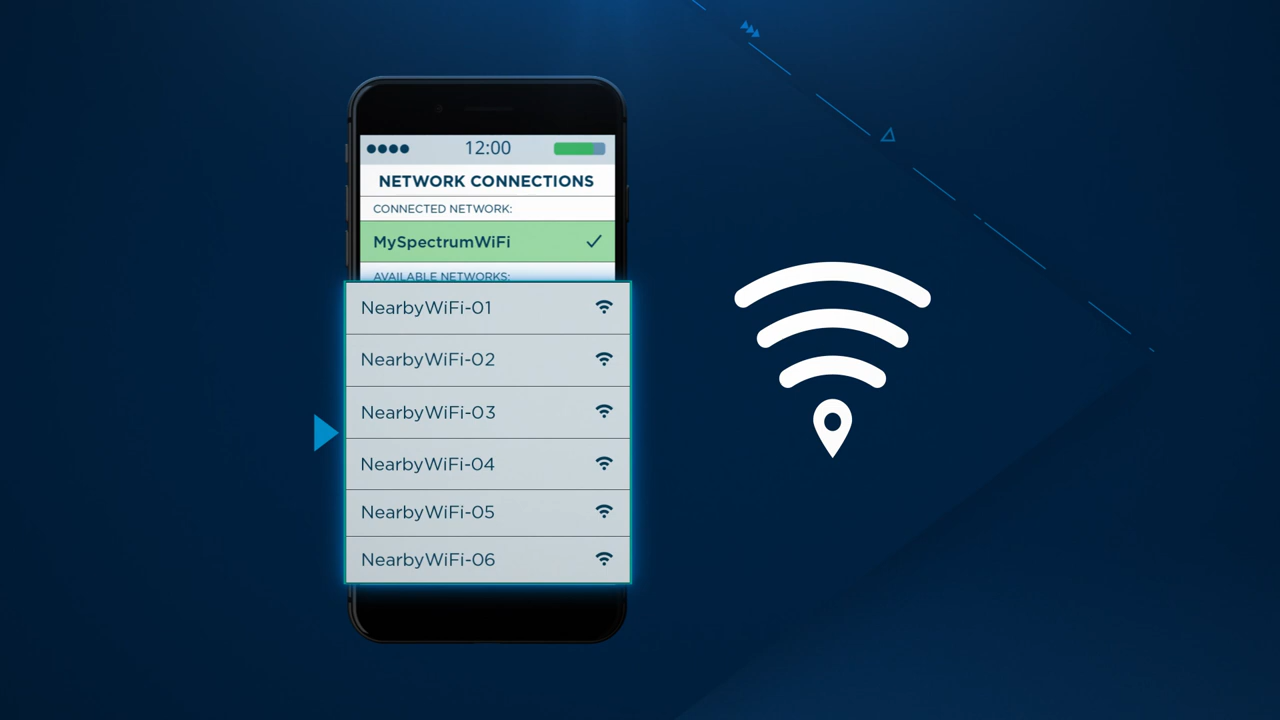 12:00
NETWORK CONNECTIONS
CONNECTED NETWORK:
MySpectrumWiFi
AVAILABLE NETWORKS:
NearbyWiFi-01
NearbyWiFi-02
NearbyWiFi-03
NearbyWiFi-04
NearbyWiFi-05
NearbyWiFi-06